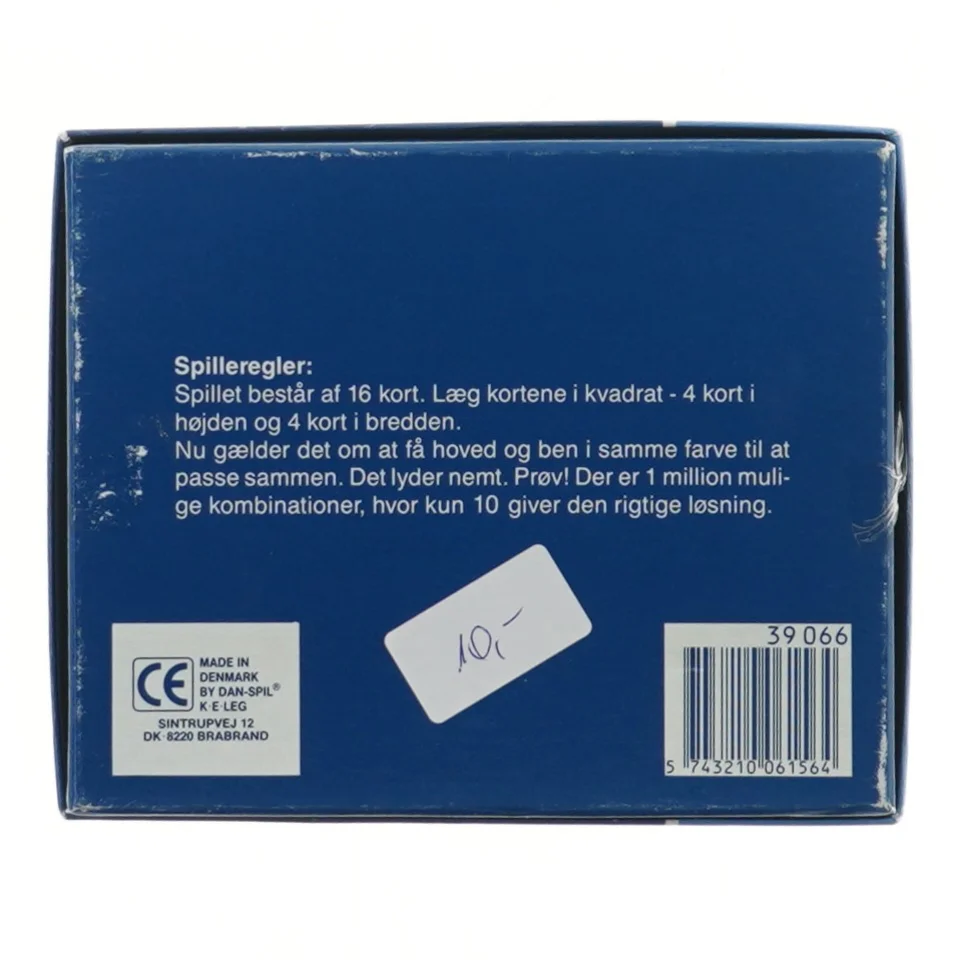 Spilleregler:
Spillet består af 16 kort. Læg kortene i kvadrat - 4 kort i
højden og 4 kort i bredden.
Nu gælder det om at få hoved og ben i samme farve til at
passe sammen. Det lyder nemt. Prøv! Der er 1 million muli-
ge kombinationer, hvor kun 10 giver den rigtige løsning.
10,-
CE
MADE IN
DENMARK
BY DAN-SPIL®
K·E·LEG
SINTRUPVEJ 12
DK·8220 BRABRAND
39 066
5 743210 061564